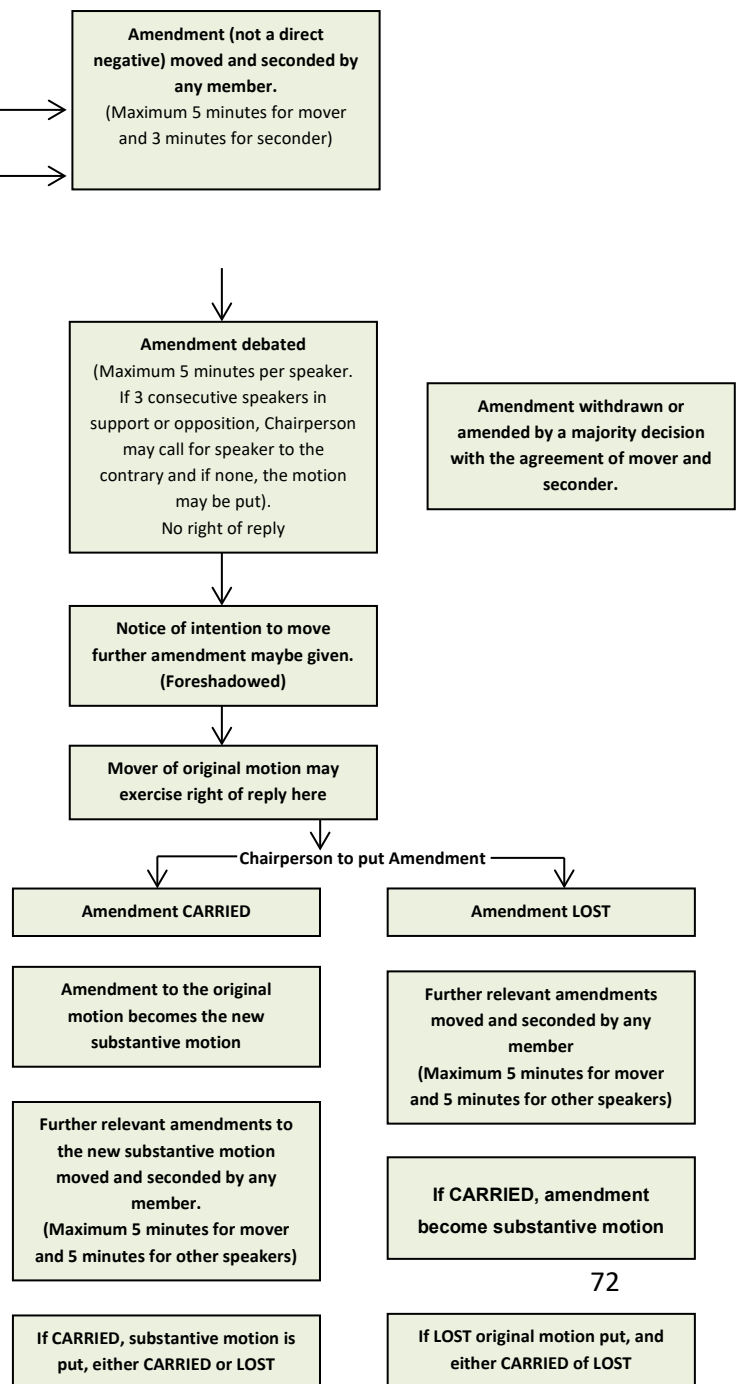 Amendment (not a direct
negative) moved and seconded by
any member.
(Maximum 5 minutes for mover
and 3 minutes for seconder)
Amendment debated
(Maximum 5 minutes per speaker.
If 3 consecutive speakers in
support or opposition, Chairperson
may call for speaker to the
contrary and if none, the motion
may be put).
No right of reply
Amendment withdrawn or
amended by a majority decision
with the agreement of mover and
seconder.
Notice of intention to move
further amendment maybe given.
(Foreshadowed)
Mover of original motion may
exercise right of reply here
Chairperson to put Amendment
Amendment CARRIED
Amendment to the original
motion becomes the new
substantive motion
Further relevant amendments to
the new substantive motion
moved and seconded by any
member.
(Maximum 5 minutes for mover
and 5 minutes for other speakers)
If CARRIED, substantive motion is
put, either CARRIED or LOST
Amendment LOST
Further relevant amendments
moved and seconded by any
member
(Maximum 5 minutes for mover
and 5 minutes for other speakers)
If CARRIED, amendment
become substantive motion
72
If LOST original motion put, and
either CARRIED of LOST